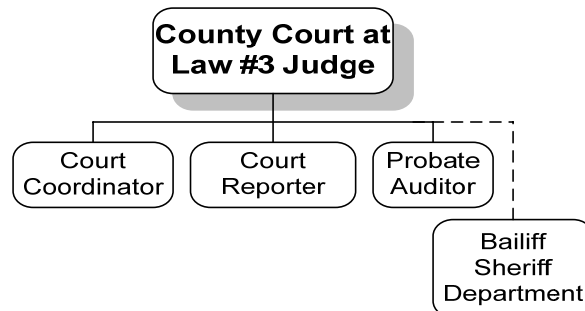 County Court at
Law #3 Judge
Court
Coordinator
Court
Reporter
Probate
Auditor
Bailiff
Sheriff
Department